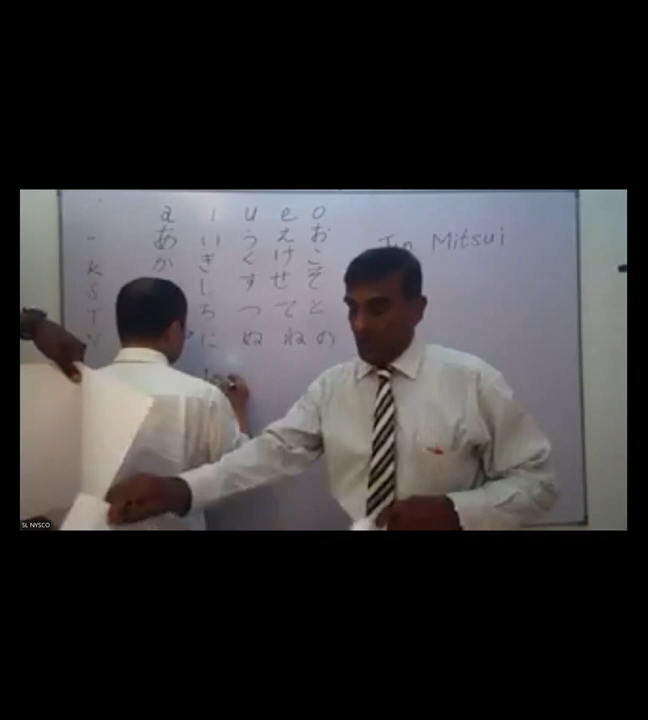 a i u e o
- あ い う え お
K か き く け こ
S し す せ そ
T ち つ て と
N に ぬ ね の
Jun Mitsui
SL NYSCO